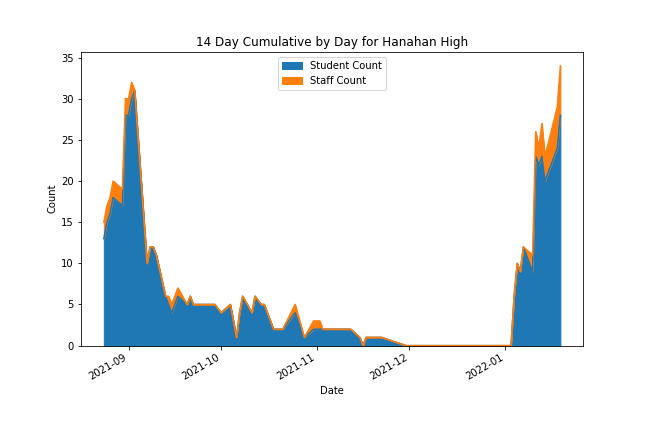 14 Day Cumulative by Day for Hanahan High
Student Count
Staff Count
35
30
25
20
15
10
5
0
Count
2021-09
2021-10
2021-11
2021-12
2022-01
Date